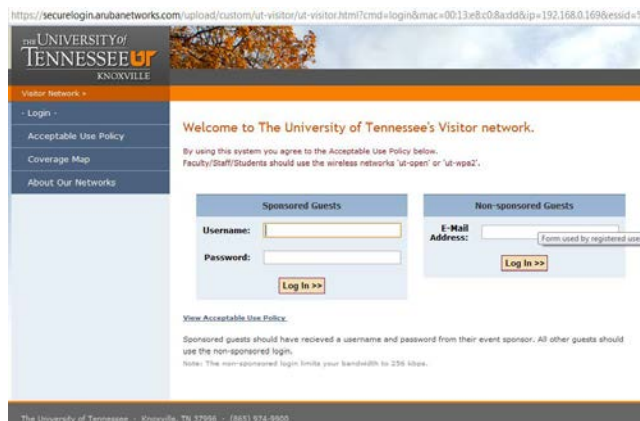 https://securelogin.arubanetworks.com/upload/custom/ut-visitor/ut-visitor.html?cmd=login&mac=00:13:e8:c0:8a:dd&ip=192.168.0.169&essid=
THE UNIVERSITY of
TENNESSEE UT
KNOXVILLE
Visitor Network »
- Login -
Acceptable Use Policy
Coverage Map
About Our Networks
Welcome to The University of Tennessee's Visitor network.
By using this system you agree to the Acceptable Use Policy below.
Faculty/Staff/Students should use the wireless networks 'ut-open' or 'ut-wpa2'.
Sponsored Guests
Username:
Password:
Log In >>
Non-sponsored Guests
E-Mail
Address:
Form used by registered use
Log In >>
View Acceptable Use Policy
Sponsored guests should have recieved a username and password from their event sponsor. All other guests should
use the non-sponsored login.
Note: The non-sponsored login limits your bandwidth to 256 kbps.
The University of Tennessee · Knoxville, TN 37996 · (865) 974-9900